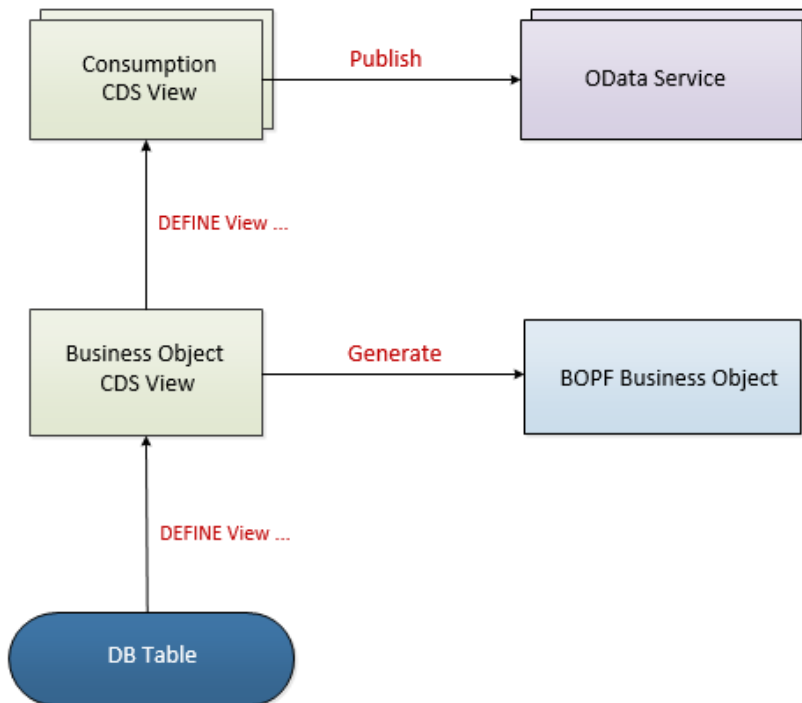 Consumption
CDS View
Publish
OData Service
DEFINE View ...
Business Object
CDS View
Generate
BOPF Business Object
DEFINE View ...
DB Table